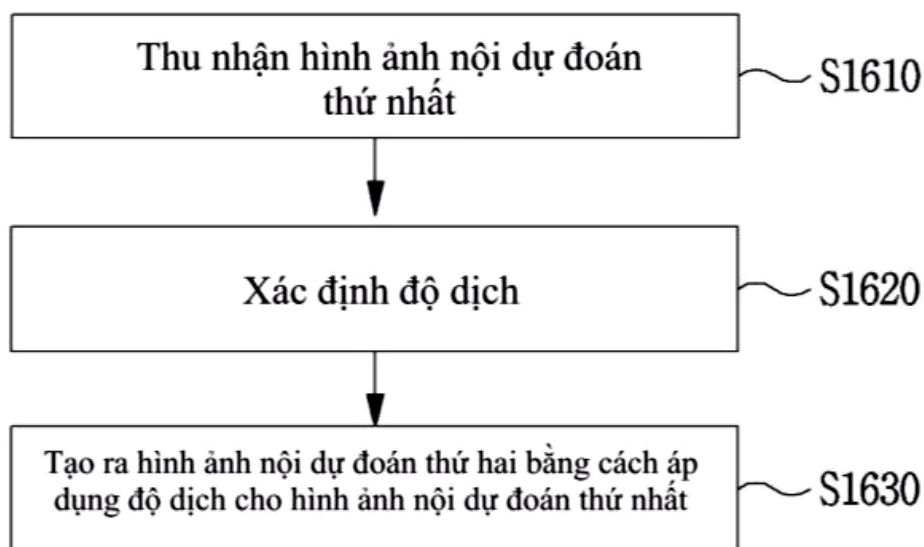 Thu nhận hình ảnh nội dự đoán
thứ nhất
S1610
Xác định độ dịch
S1620
Tạo ra hình ảnh nội dự đoán thứ hai bằng cách áp
dụng độ dịch cho hình ảnh nội dự đoán thứ nhất
S1630